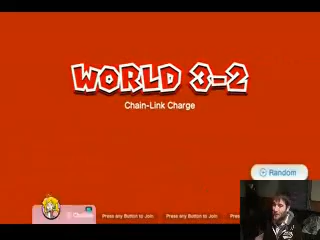 WORLD 3-2
Chain-Link Charge
Random
Press any Button to Join
Press any Button to Join